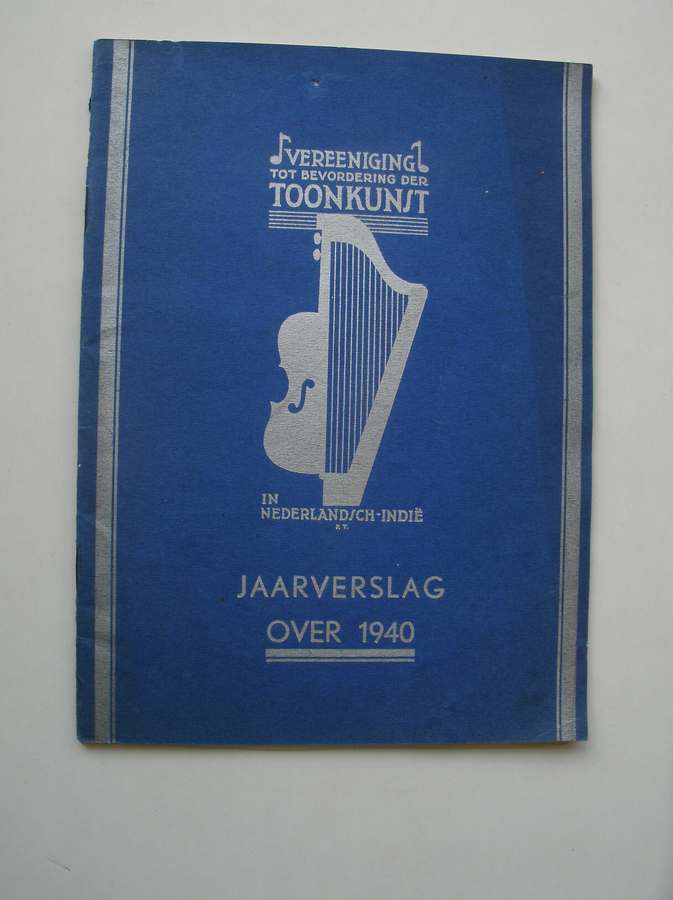 VEREENIGING
TOT BEVORDERING DER
TOONKUNST
IN
NEDERLANDSCH-INDIË
P.T.
JAARVERSLAG
OVER 1940